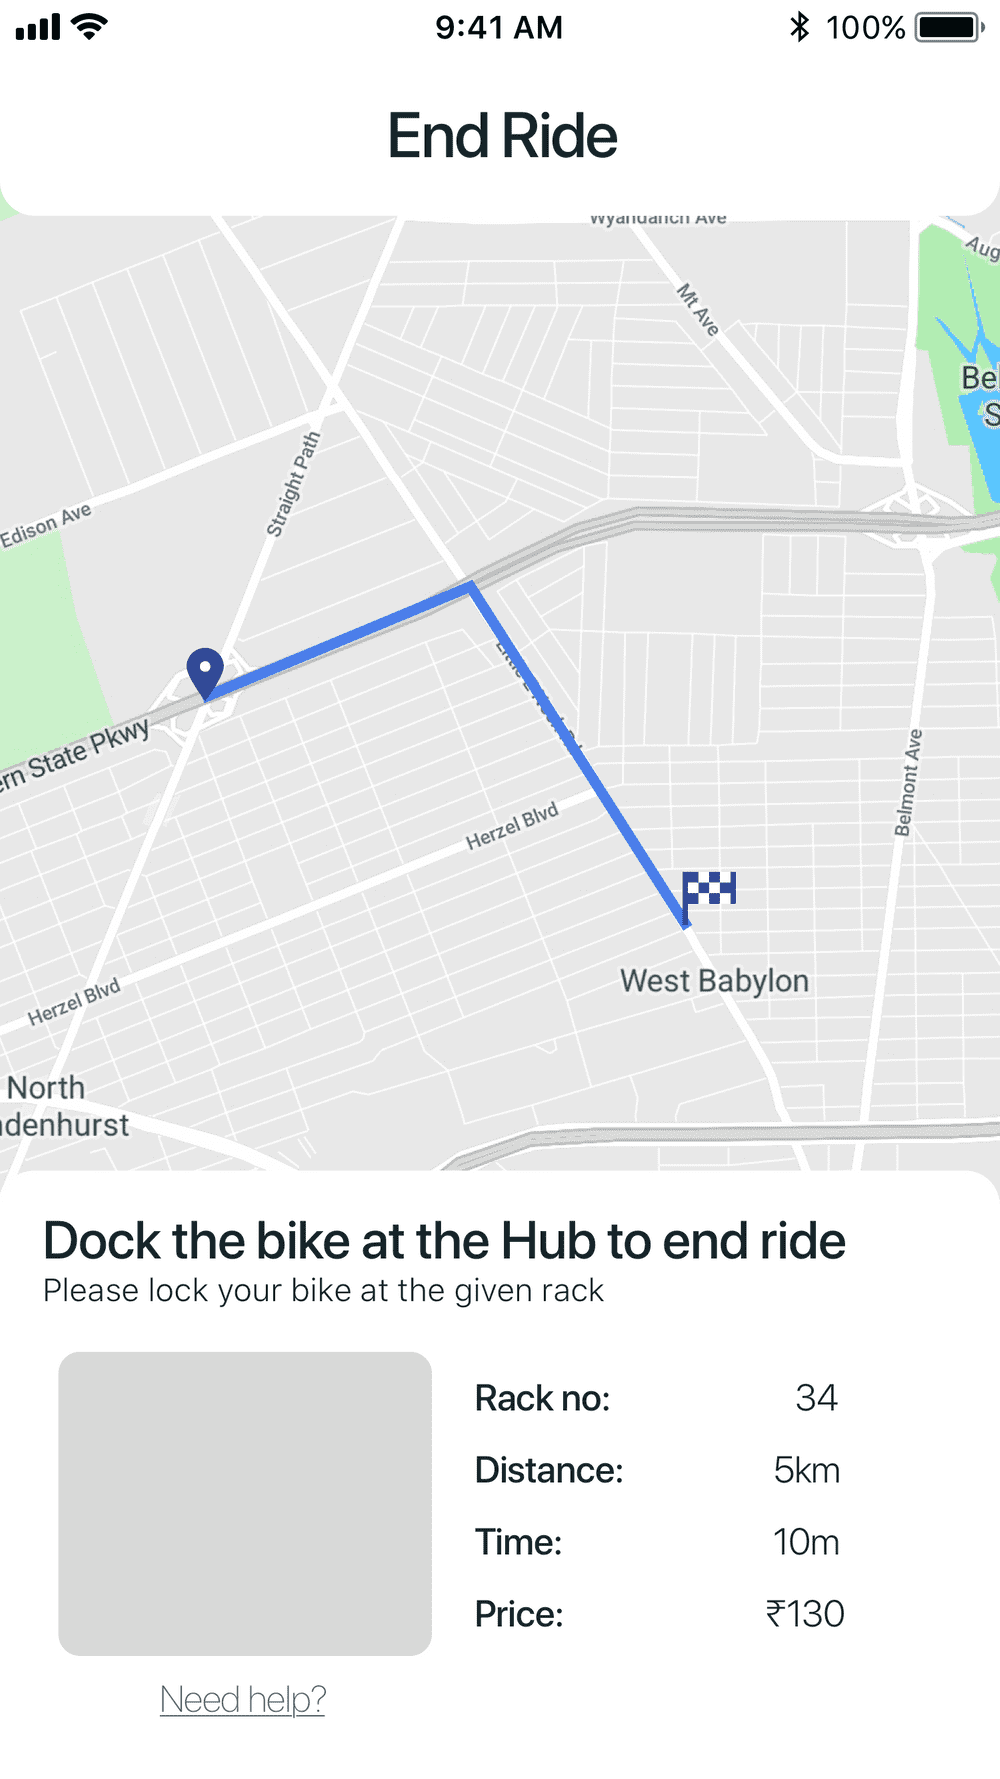 9:41 AM
100%
End Ride
Wyandanch Ave
Aug
Mt Ave
Be
S
Straight Path
Edison Ave
ern State Pkwy
Belmont Ave
Herzel Blvd
West Babylon
Herzel Blvd
North
denhurst
Dock the bike at the Hub to end ride
Please lock your bike at the given rack
Rack no: 34
Distance: 5km
Time: 10m
Price: ₹130
Need help?